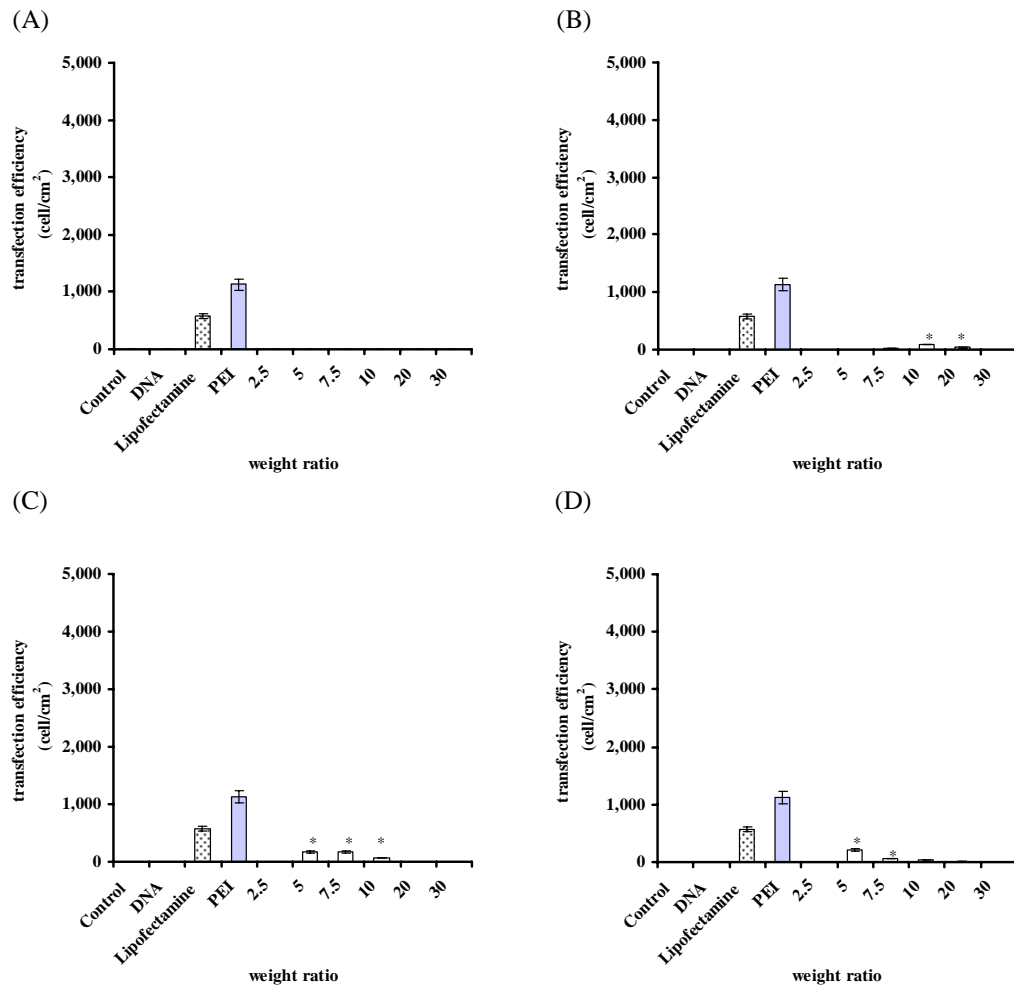 (A)
5,000
4,000
3,000
2,000
1,000
0
transfection efficiency
(cell/cm²)
Control
DNA
Lipofectamine
PEI
2.5
5
7.5
10
20
30
weight ratio
(B)
5,000
4,000
3,000
2,000
1,000
0
transfection efficiency
(cell/cm²)
* *
Control
DNA
Lipofectamine
PEI
2.5
5
7.5
10
20
30
weight ratio
(C)
5,000
4,000
3,000
2,000
1,000
0
transfection efficiency
(cell/cm²)
* * *
Control
DNA
Lipofectamine
PEI
2.5
5
7.5
10
20
30
weight ratio
(D)
5,000
4,000
3,000
2,000
1,000
0
transfection efficiency
(cell/cm²)
* *
Control
DNA
Lipofectamine
PEI
2.5
5
7.5
10
20
30
weight ratio